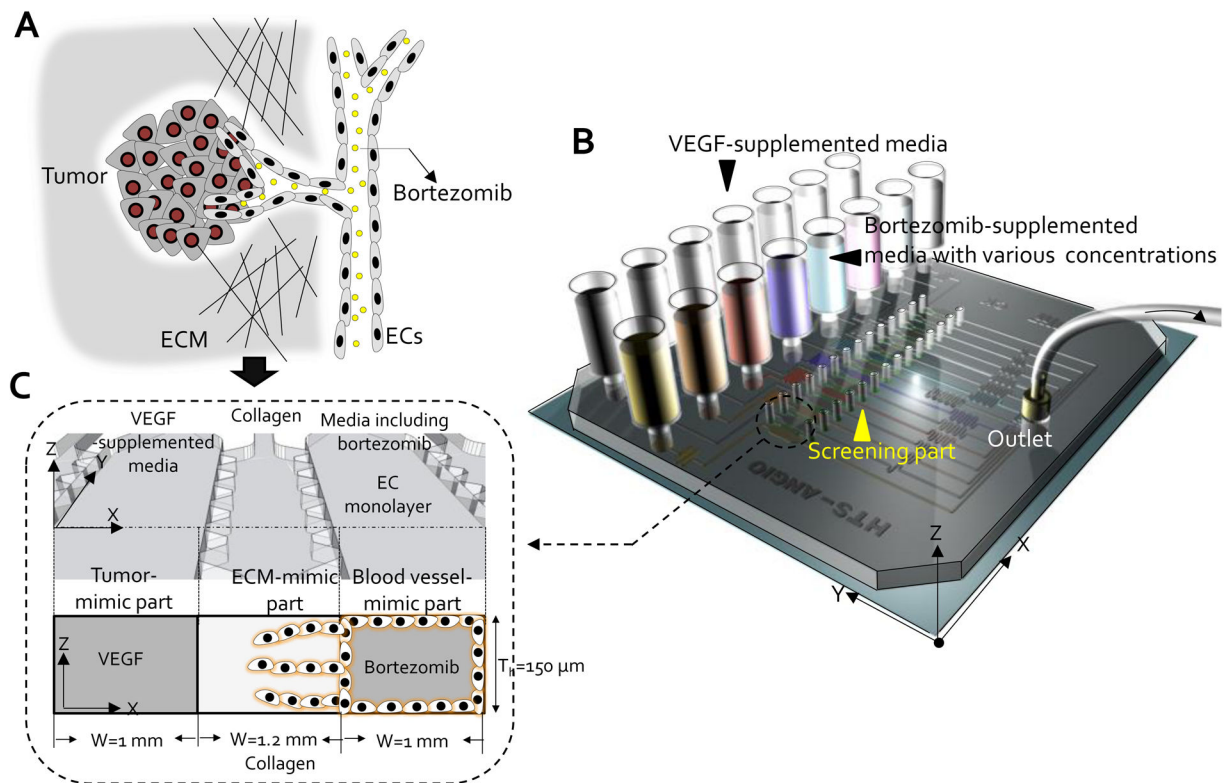 A
Tumor
Bortezomib
ECM
ECs
B
VEGF-supplemented media
Bortezomib-supplemented
media with various concentrations
Screening part
Outlet
HTS-ANGIO
Z
X
Y
C
VEGF
-supplemented
media
Collagen
Media including
bortezomib
EC
monolayer
Z
Y
X
Tumor-
mimic part
ECM-mimic
part
Blood vessel-
mimic part
VEGF
Z
X
Bortezomib
Th=150 μm
W=1 mm
W=1.2 mm
W=1 mm
Collagen